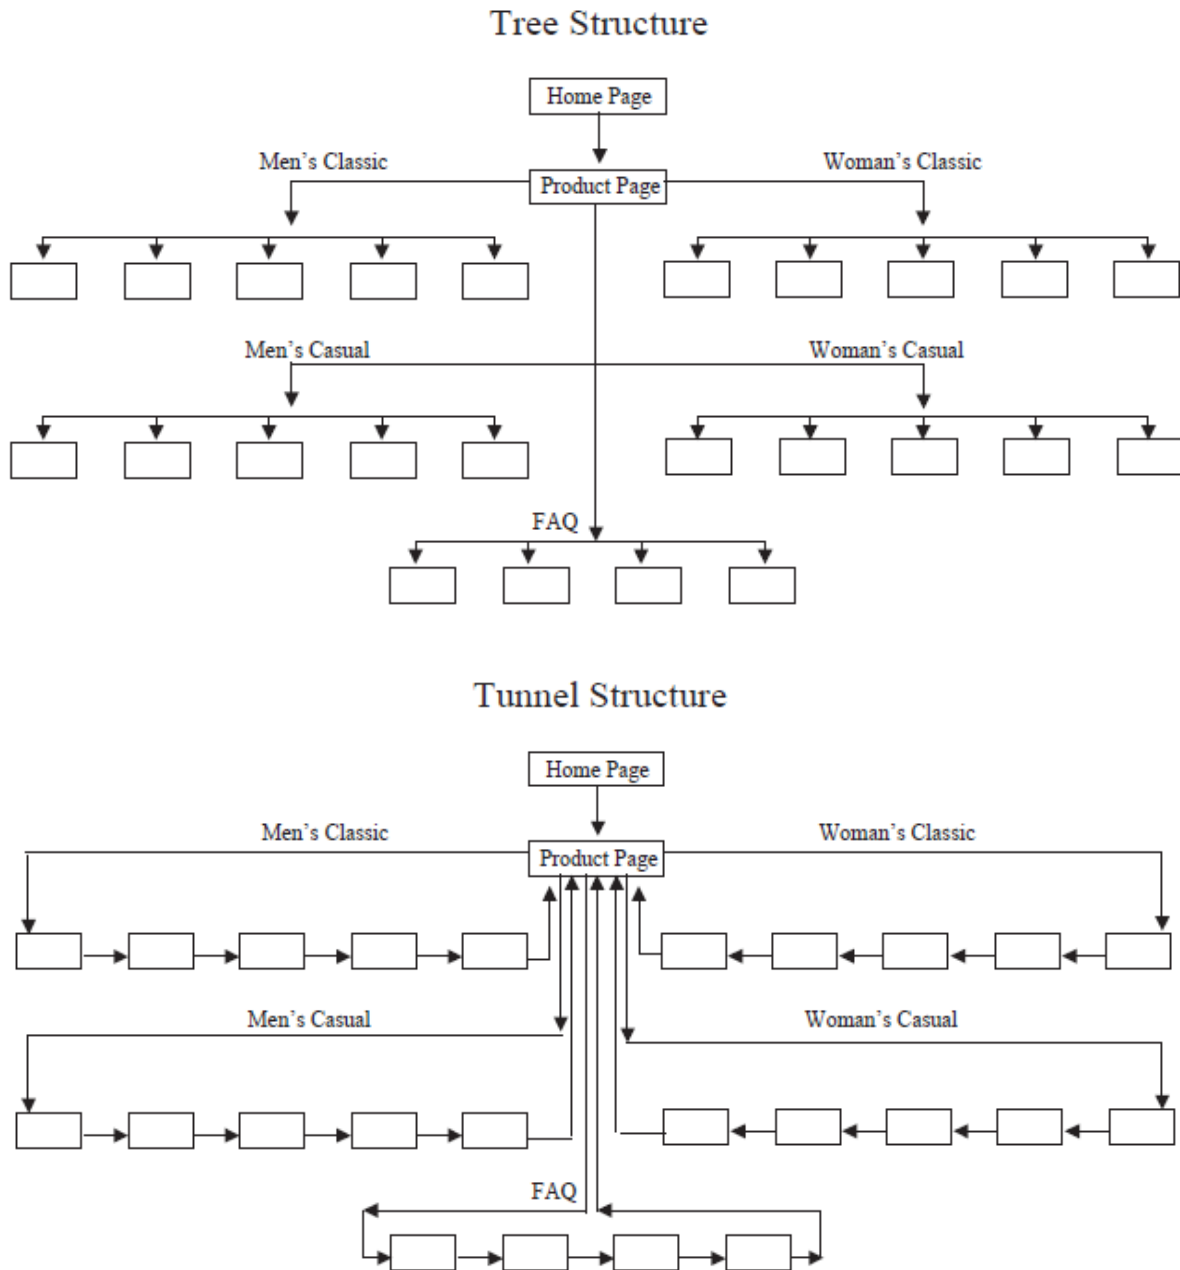 Tree Structure
Home Page
Men's Classic
Woman's Classic
Product Page
Men's Casual
Woman's Casual
FAQ
Tunnel Structure
Home Page
Men's Classic
Woman's Classic
Product Page
Men's Casual
Woman's Casual
FAQ